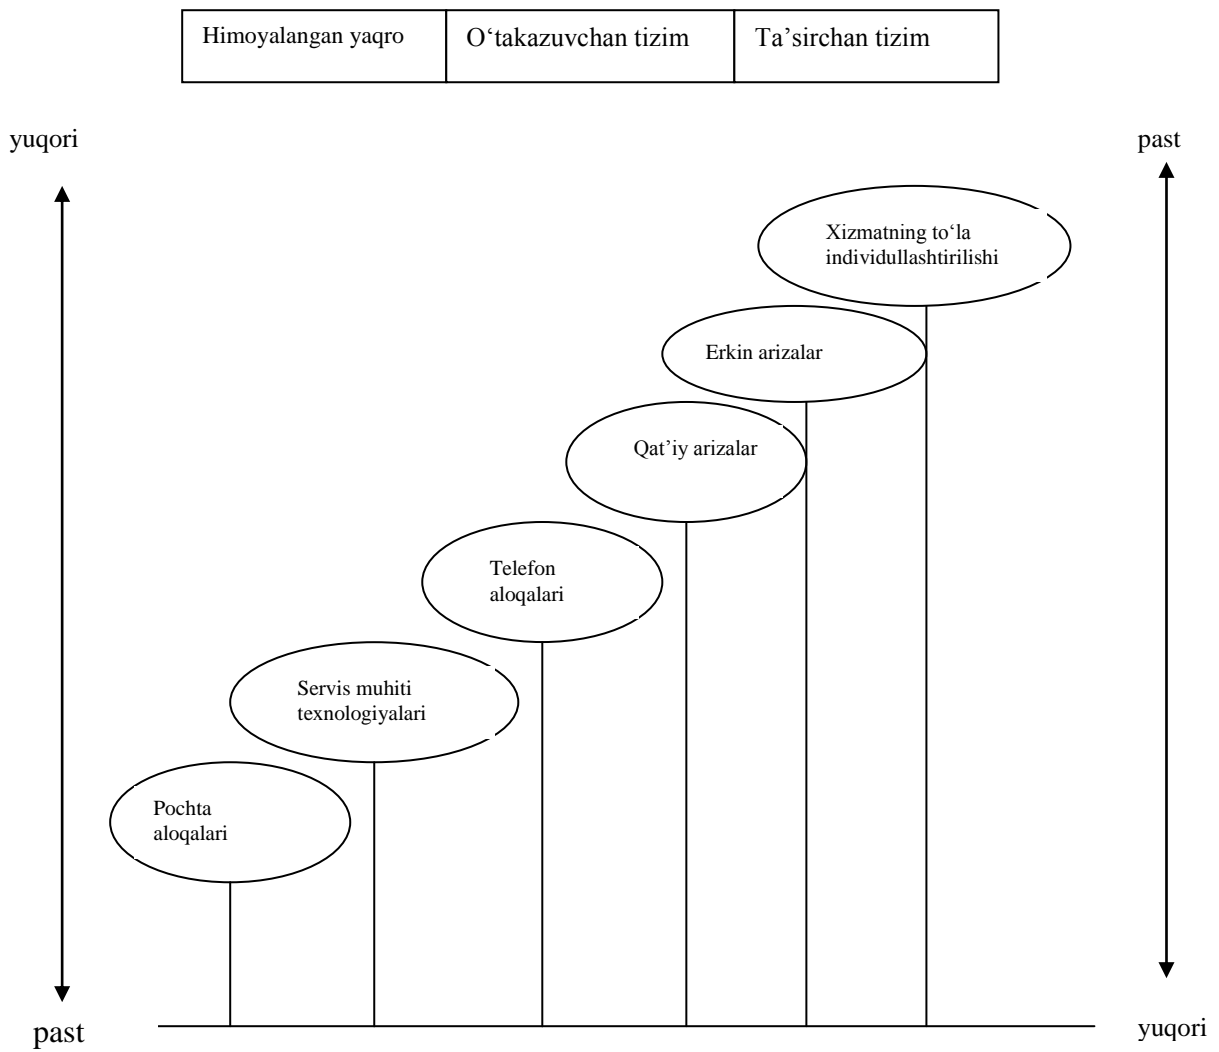 Himoyalangan yaqro
O‘takazuvchan tizim
Ta’sirchan tizim
yuqori
past
Xizmatning to‘la
individullashtirilishi
Erkin arizalar
Qat’iy arizalar
Telefon
aloqalari
Servis muhiti
texnologiyalari
Pochta
aloqalari
past
yuqori